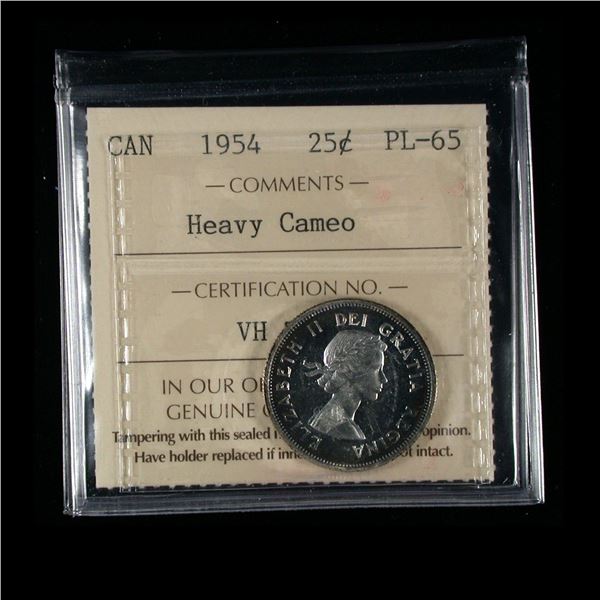 CAN 1954 25¢ PL-65
— COMMENTS —
Heavy Cameo
— CERTIFICATION NO. —
VH
IN OUR
GENUINE
Tampering with this sealed opinion.
Have holder replaced if intact.
ELIZABETH II DEI GRATIA REGINA